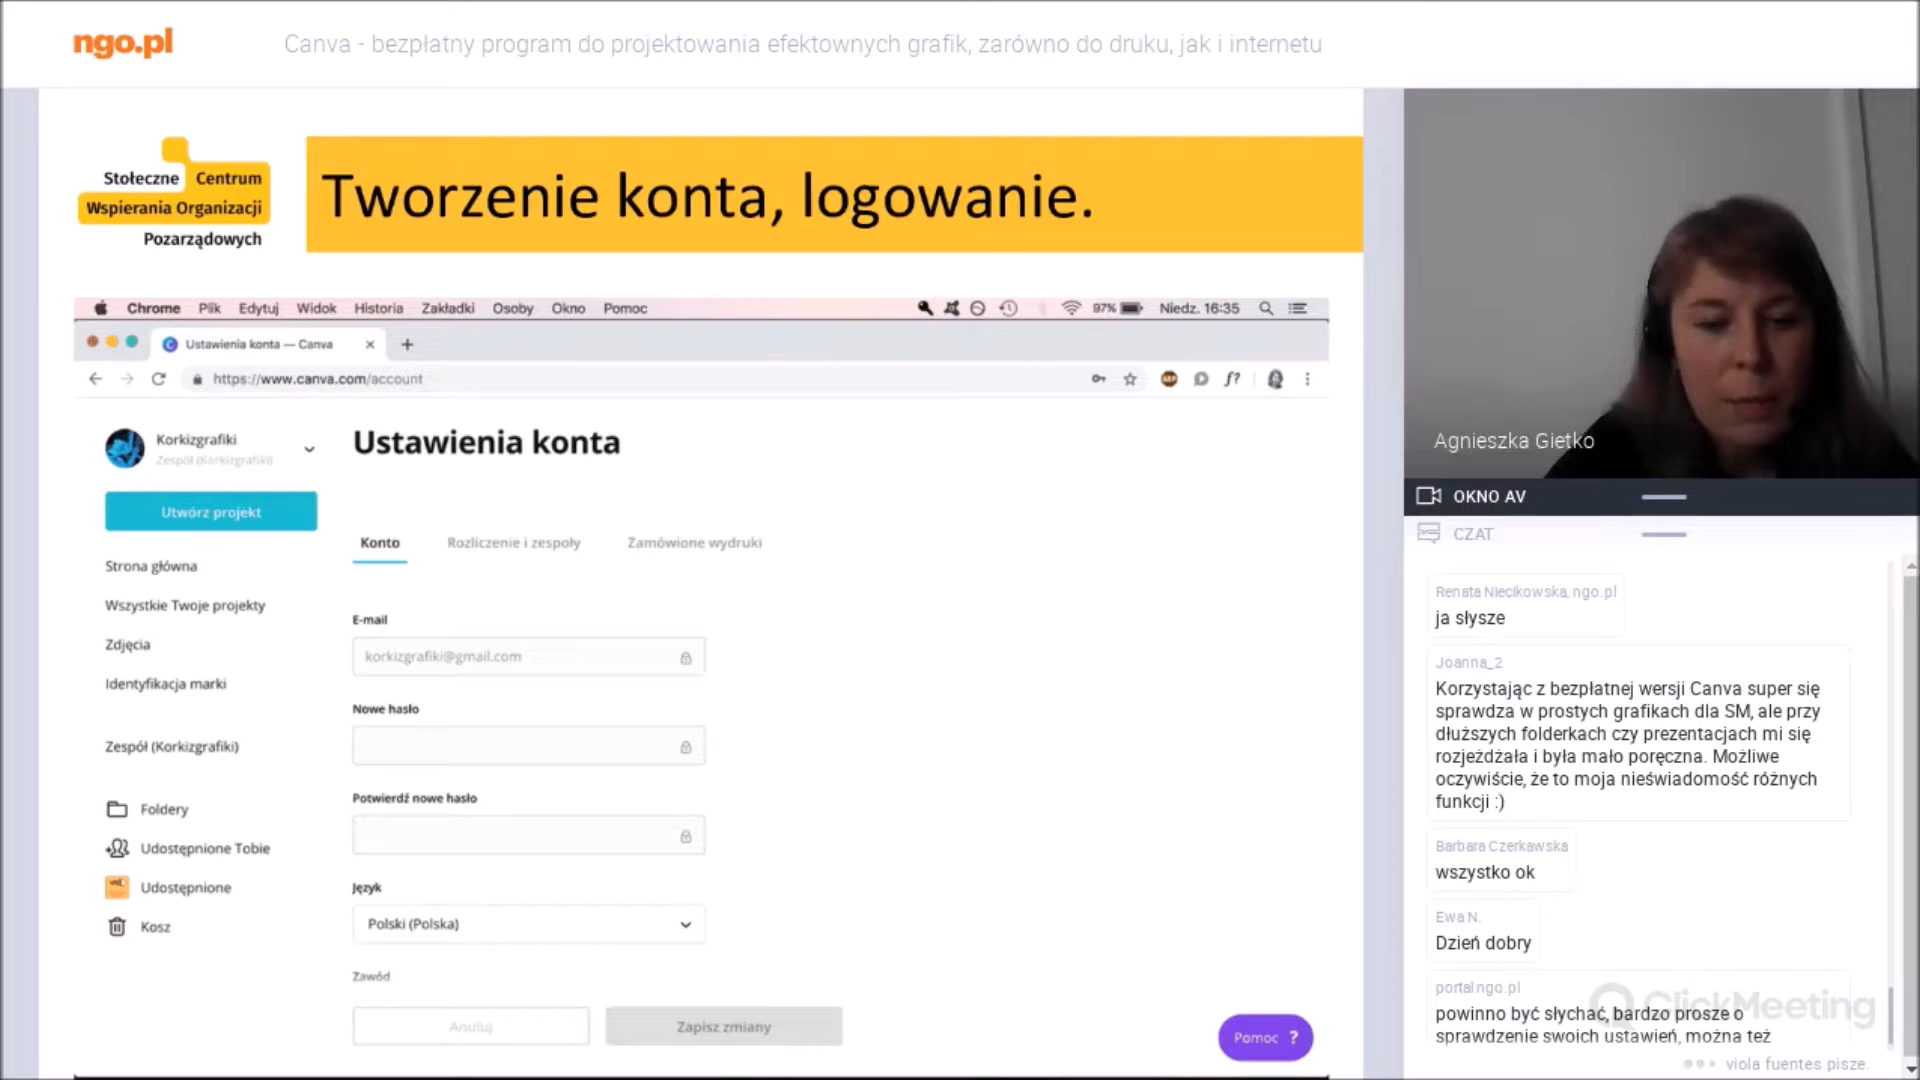 ngo.pl
Canva - bezpłatny program do projektowania efektownych grafik, zarówno do druku, jak i internetu
Stołeczne Centrum
Wspierania Organizacji
Pozarządowych
Tworzenie konta, logowanie.
Chrome Plik Edytuj Widok Historia Zakładki Osoby Okno Pomoc
97% Niedz. 16:35
Ustawienia konta — Canva
https://www.canva.com/account
ABP
f?
Korkizgrafiki
Zespół (Korkizgrafiki)
Utwórz projekt
Strona główna
Wszystkie Twoje projekty
Zdjęcia
Identyfikacja marki
Zespół (Korkizgrafiki)
Foldery
Udostępnione Tobie
Udostępnione
Kosz
Ustawienia konta
Konto Rozliczenie i zespoły Zamówione wydruki
E-mail
korkizgrafiki@gmail.com
Nowe hasło
Potwierdź nowe hasło
Język
Polski (Polska)
Zawód
Anuluj Zapisz zmiany
Pomoc ?
Agnieszka Gietko
OKNO AV
CZAT
Renata Niecikowska, ngo.pl
ja słysze
Joanna_2
Korzystając z bezpłatnej wersji Canva super się
sprawdza w prostych grafikach dla SM, ale przy
dłuższych folderkach czy prezentacjach mi się
rozjeżdżała i była mało poręczna. Możliwe
oczywiście, że to moja nieświadomość różnych
funkcji :)
Barbara Czerkawska
wszystko ok
Ewa N.
Dzień dobry
portal ngo.pl
powinno być słychać, bardzo prosze o
sprawdzenie swoich ustawień, można też
ClickMeeting
viola fuentes pisze.